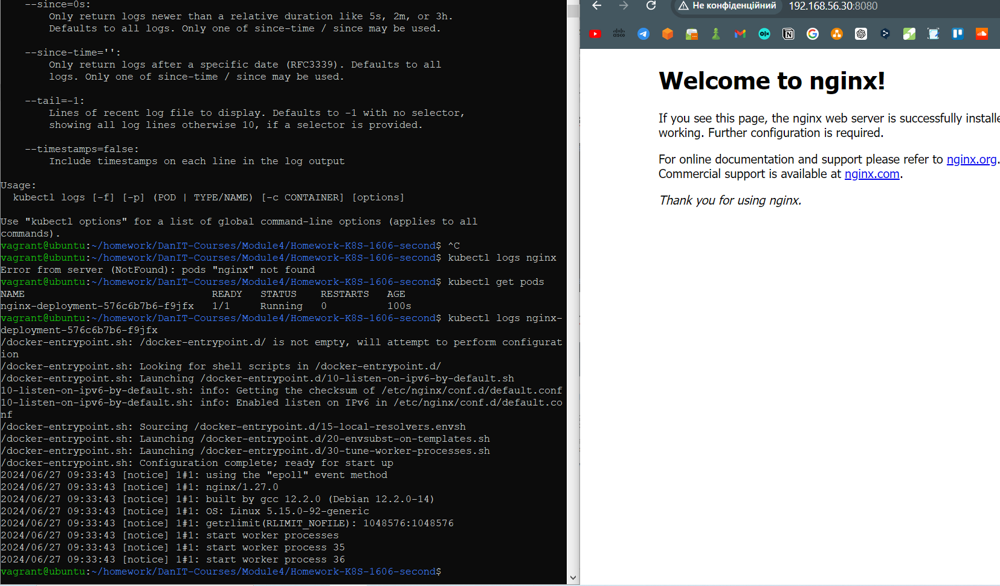 --since=0s:
Only return logs newer than a relative duration like 5s, 2m, or 3h.
Defaults to all logs. Only one of since-time / since may be used.
--since-time='':
Only return logs after a specific date (RFC3339). Defaults to all
logs. Only one of since-time / since may be used.
--tail=-1:
Lines of recent log file to display. Defaults to -1 with no selector,
showing all log lines otherwise 10, if a selector is provided.
--timestamps=false:
Include timestamps on each line in the log output
Usage:
kubectl logs [-f] [-p] (POD | TYPE/NAME) [-c CONTAINER] [options]
Use "kubectl options" for a list of global command-line options (applies to all
commands).
vagrant@ubuntu:~/homework/DanIT-Courses/Module4/Homework-K8S-1606-second$ ^C
vagrant@ubuntu:~/homework/DanIT-Courses/Module4/Homework-K8S-1606-second$ kubectl logs nginx
Error from server (NotFound): pods "nginx" not found
vagrant@ubuntu:~/homework/DanIT-Courses/Module4/Homework-K8S-1606-second$ kubectl get pods
NAME READY STATUS RESTARTS AGE
nginx-deployment-576c6b7b6-f9jfx 1/1 Running 0 100s
vagrant@ubuntu:~/homework/DanIT-Courses/Module4/Homework-K8S-1606-second$ kubectl logs nginx-
deployment-576c6b7b6-f9jfx
/docker-entrypoint.sh: /docker-entrypoint.d/ is not empty, will attempt to perform configurat
ion
/docker-entrypoint.sh: Looking for shell scripts in /docker-entrypoint.d/
/docker-entrypoint.sh: Launching /docker-entrypoint.d/10-listen-on-ipv6-by-default.sh
10-listen-on-ipv6-by-default.sh: info: Getting the checksum of /etc/nginx/conf.d/default.conf
10-listen-on-ipv6-by-default.sh: info: Enabled listen on IPv6 in /etc/nginx/conf.d/default.co
nf
/docker-entrypoint.sh: Sourcing /docker-entrypoint.d/15-local-resolvers.envsh
/docker-entrypoint.sh: Launching /docker-entrypoint.d/20-envsubst-on-templates.sh
/docker-entrypoint.sh: Launching /docker-entrypoint.d/30-tune-worker-processes.sh
/docker-entrypoint.sh: Configuration complete; ready for start up
2024/06/27 09:33:43 [notice] 1#1: using the "epoll" event method
2024/06/27 09:33:43 [notice] 1#1: nginx/1.27.0
2024/06/27 09:33:43 [notice] 1#1: built by gcc 12.2.0 (Debian 12.2.0-14)
2024/06/27 09:33:43 [notice] 1#1: OS: Linux 5.15.0-92-generic
2024/06/27 09:33:43 [notice] 1#1: getrlimit(RLIMIT_NOFILE): 1048576:1048576
2024/06/27 09:33:43 [notice] 1#1: start worker processes
2024/06/27 09:33:43 [notice] 1#1: start worker process 35
2024/06/27 09:33:43 [notice] 1#1: start worker process 36
vagrant@ubuntu:~/homework/DanIT-Courses/Module4/Homework-K8S-1606-second$
Не конфіденційний 192.168.56.30:8080
Welcome to nginx!
If you see this page, the nginx web server is successfully installe
working. Further configuration is required.
For online documentation and support please refer to nginx.org.
Commercial support is available at nginx.com.
Thank you for using nginx.